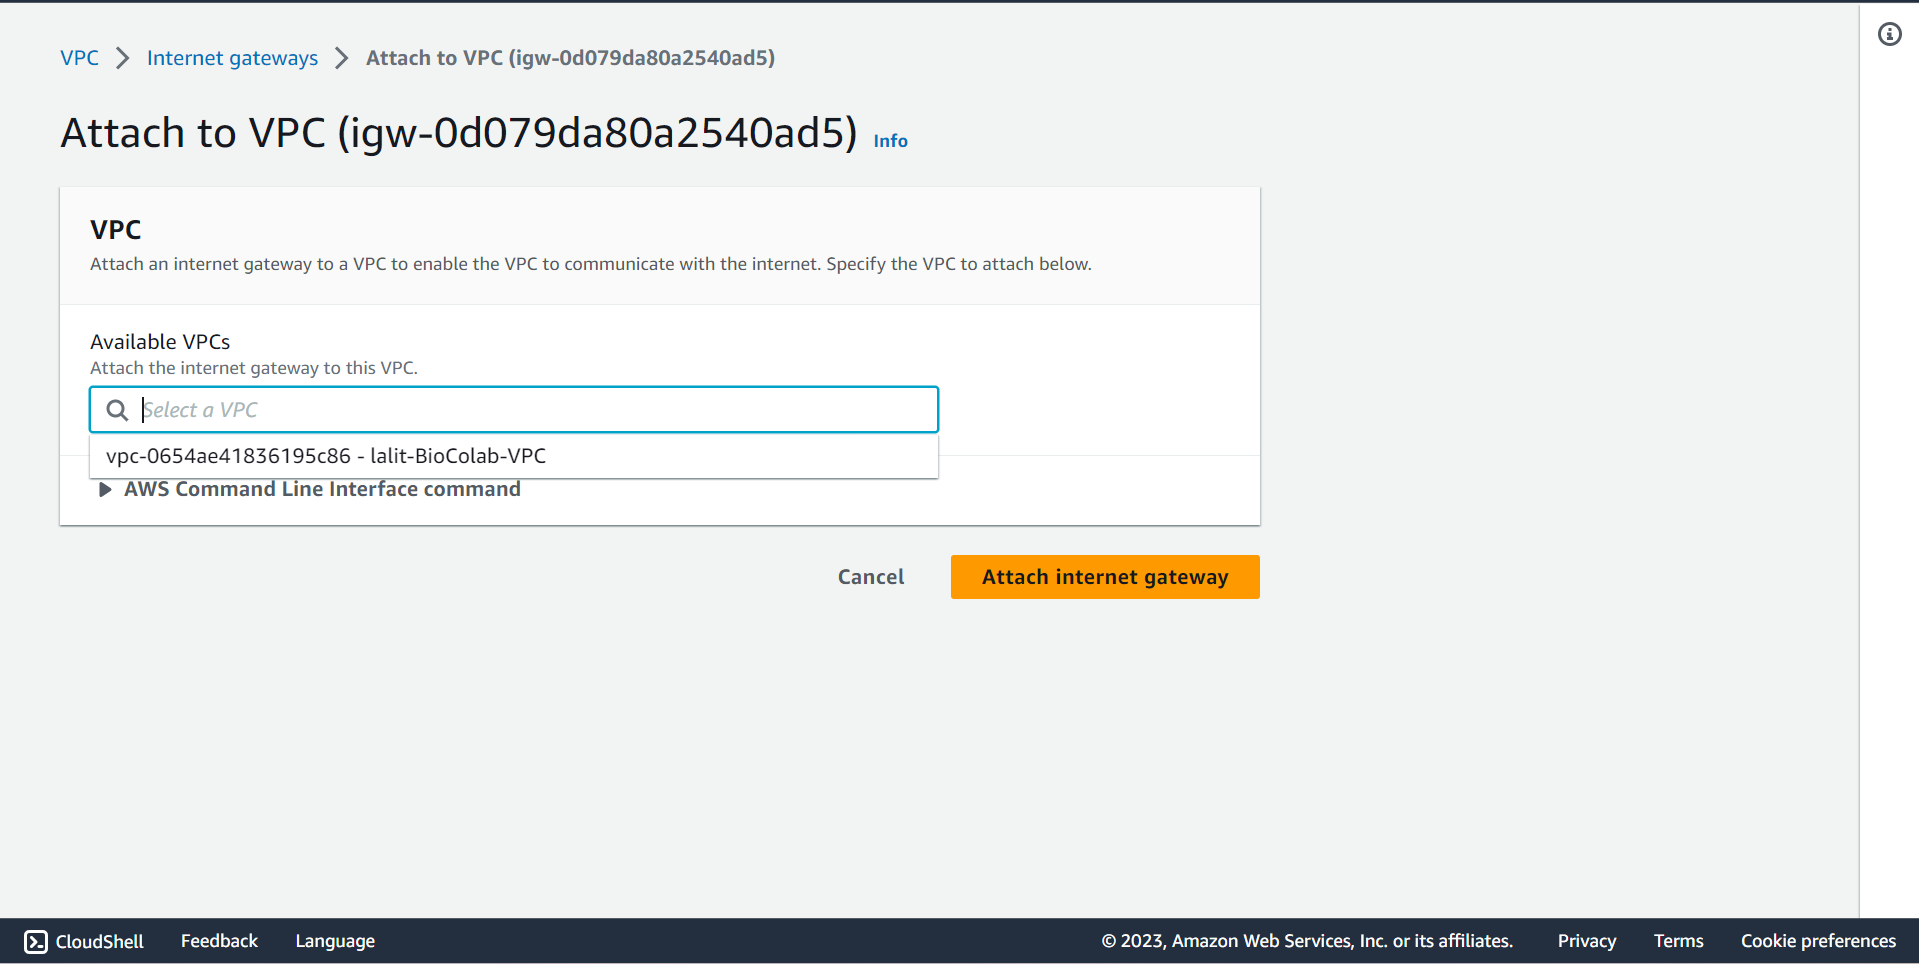 VPC > Internet gateways > Attach to VPC (igw-0d079da80a2540ad5)
Attach to VPC (igw-0d079da80a2540ad5) Info
VPC
Attach an internet gateway to a VPC to enable the VPC to communicate with the internet. Specify the VPC to attach below.
Available VPCs
Attach the internet gateway to this VPC.
Select a VPC
vpc-0654ae41836195c86 - lalit-BioColab-VPC
AWS Command Line Interface command
Cancel Attach internet gateway
CloudShell Feedback Language © 2023, Amazon Web Services, Inc. or its affiliates. Privacy Terms Cookie preferences